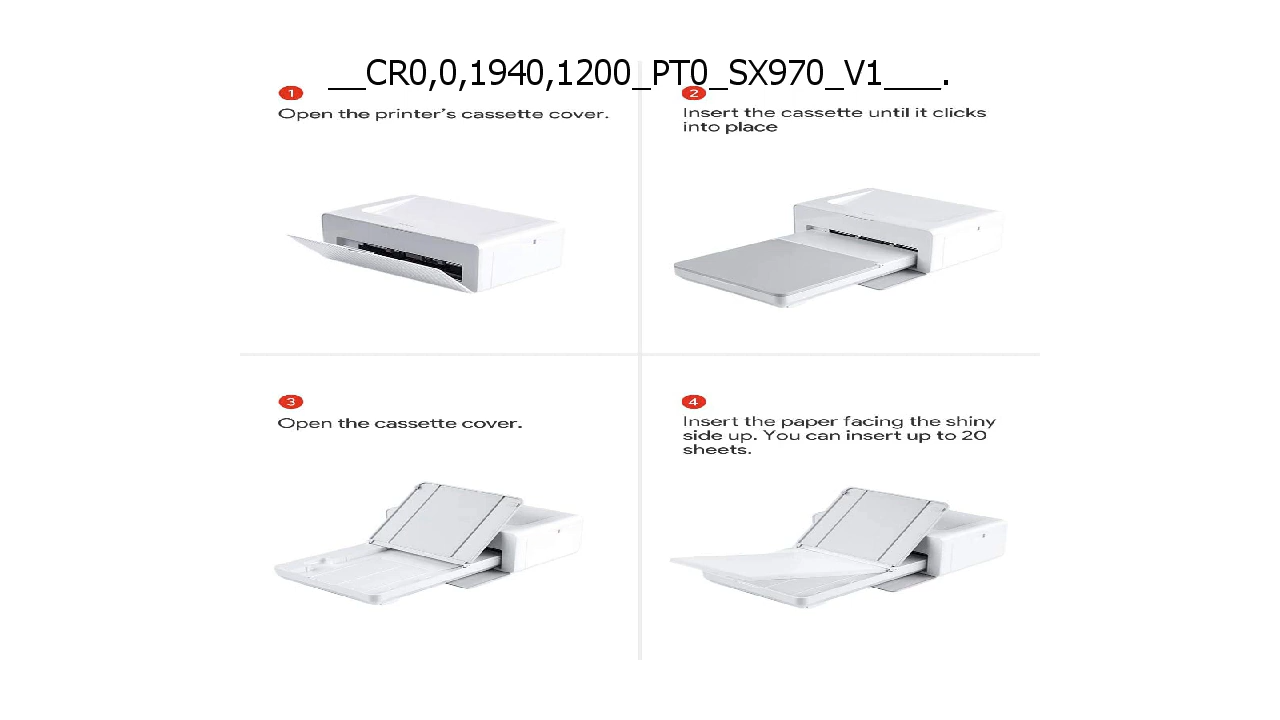 __CR0,0,1940,1200_PT0_SX970_V1___.
1
Open the printer's cassette cover.
2
Insert the cassette until it clicks
into place
3
Open the cassette cover.
4
Insert the paper facing the shiny
side up. You can insert up to 20
sheets.